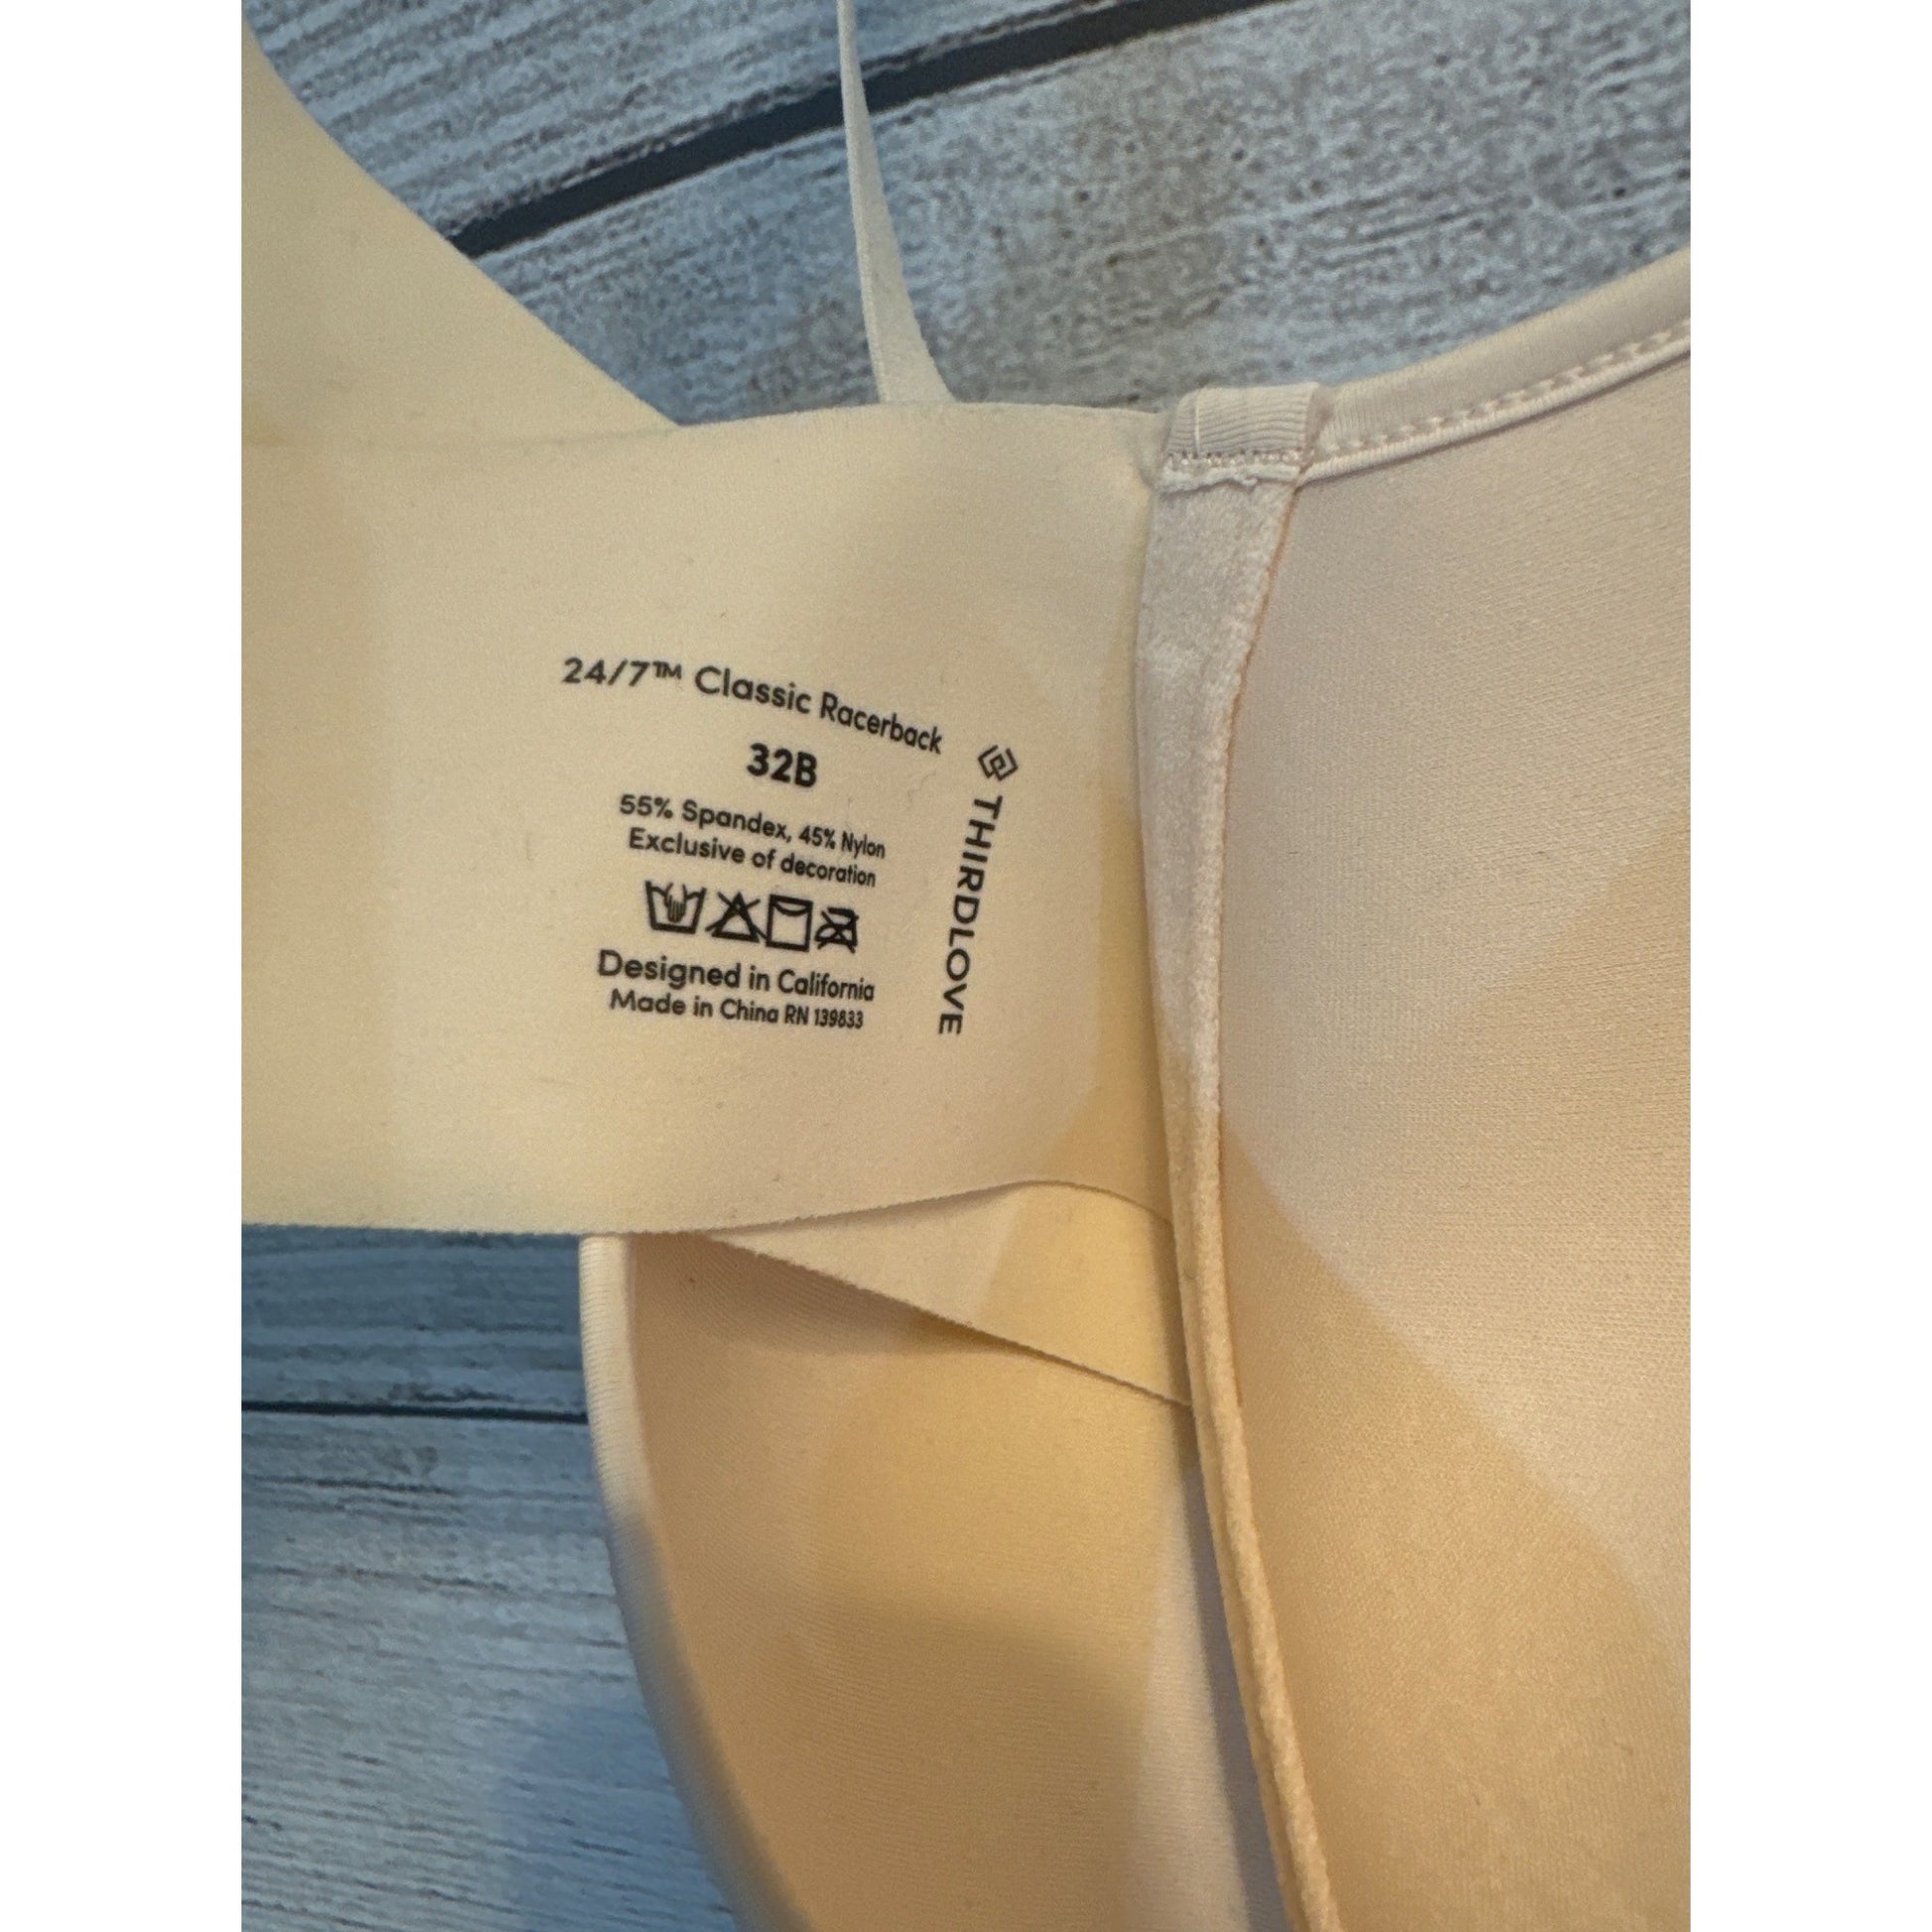 24/7™ Classic Racerback
32B
55% Spandex, 45% Nylon
Exclusive of decoration
Designed in California
Made in China RN 139833
THIRDLOVE